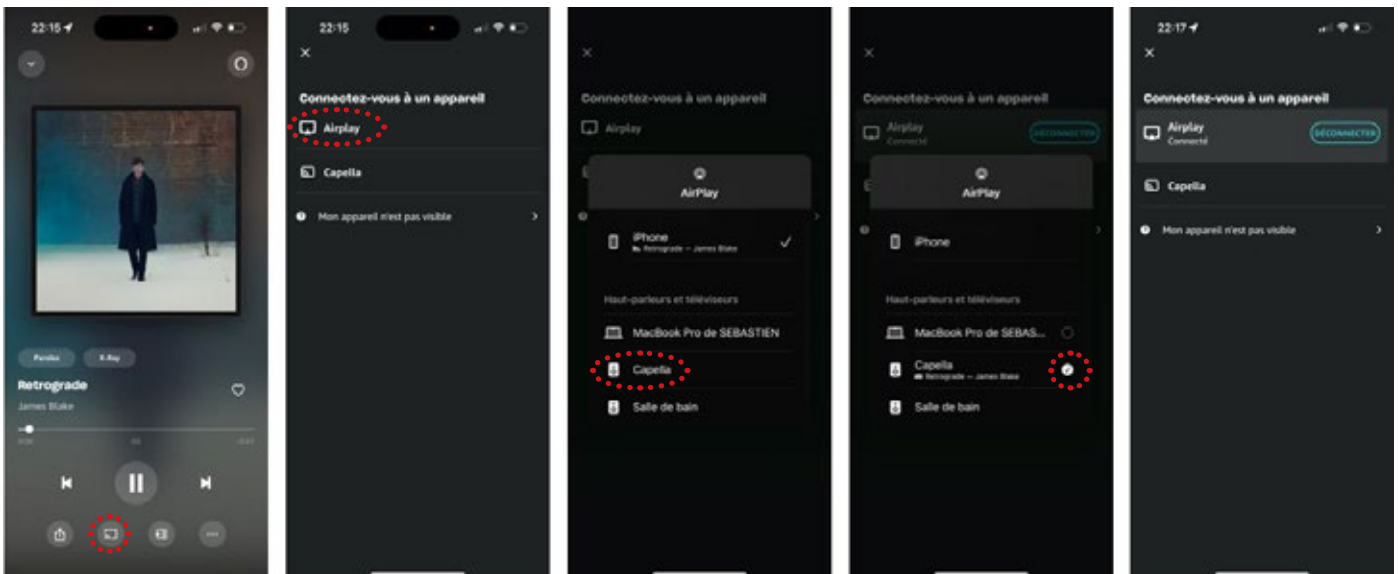 22:15
Paroles
X-Ray
Retrograde
James Blake
22:15
Connectez-vous à un appareil
Airplay
Capella
Mon appareil n'est pas visible
Connectez-vous à un appareil
Airplay
AirPlay
iPhone
Retrograde — James Blake
Haut-parleurs et téléviseurs
MacBook Pro de SEBASTIEN
Capella
Salle de bain
Connectez-vous à un appareil
Airplay
Connecté
DÉCONNECTER
AirPlay
iPhone
Haut-parleurs et téléviseurs
MacBook Pro de SEBAS...
Capella
Retrograde — James Blake
Salle de bain
22:17
Connectez-vous à un appareil
Airplay
Connecté
DÉCONNECTER
Capella
Mon appareil n'est pas visible